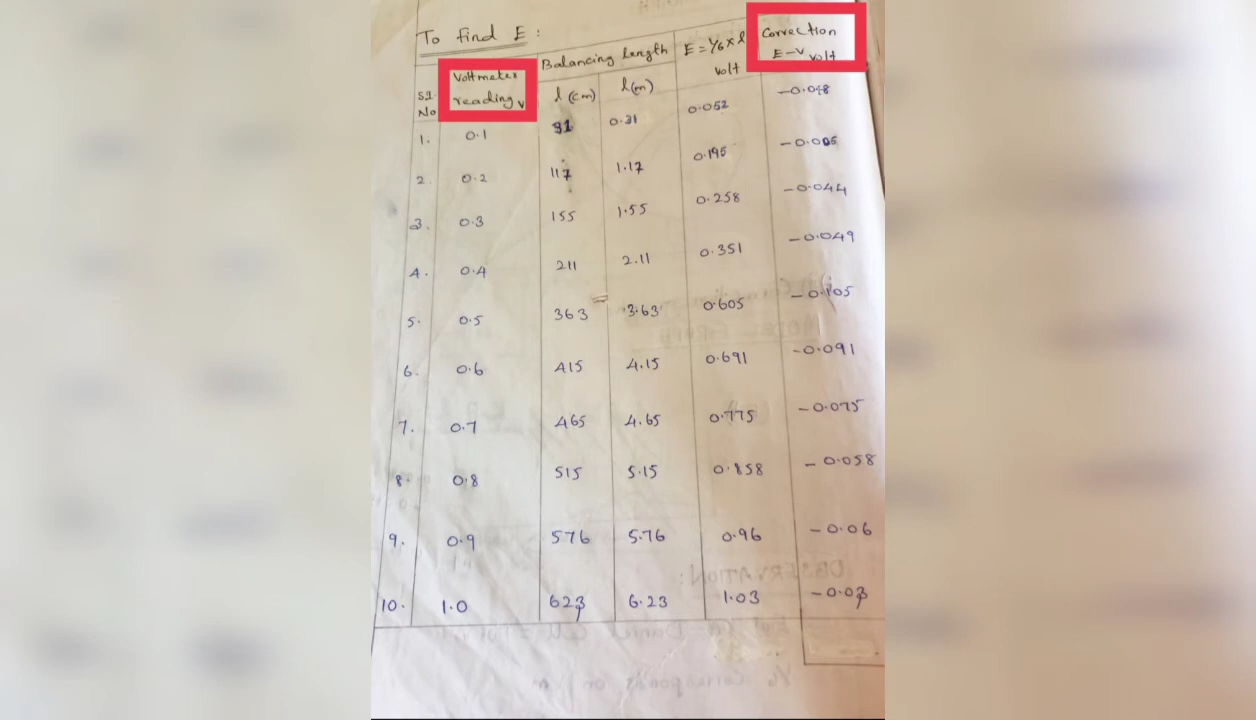 To find E :
Sl. No | Voltmeter reading V | Balancing length l (cm) | l(m) | E = V/6 x l volt | Correction E-V volt
1. 0.1 31 0.31 0.052 -0.048
2. 0.2 117 1.17 0.195 -0.005
3. 0.3 155 1.55 0.258 -0.044
4. 0.4 211 2.11 0.351 -0.049
5. 0.5 363 3.63 0.605 -0.105
6. 0.6 415 4.15 0.691 -0.091
7. 0.7 465 4.65 0.775 -0.075
8. 0.8 515 5.15 0.858 -0.058
9. 0.9 576 5.76 0.96 -0.06
10. 1.0 623 6.23 1.03 -0.03